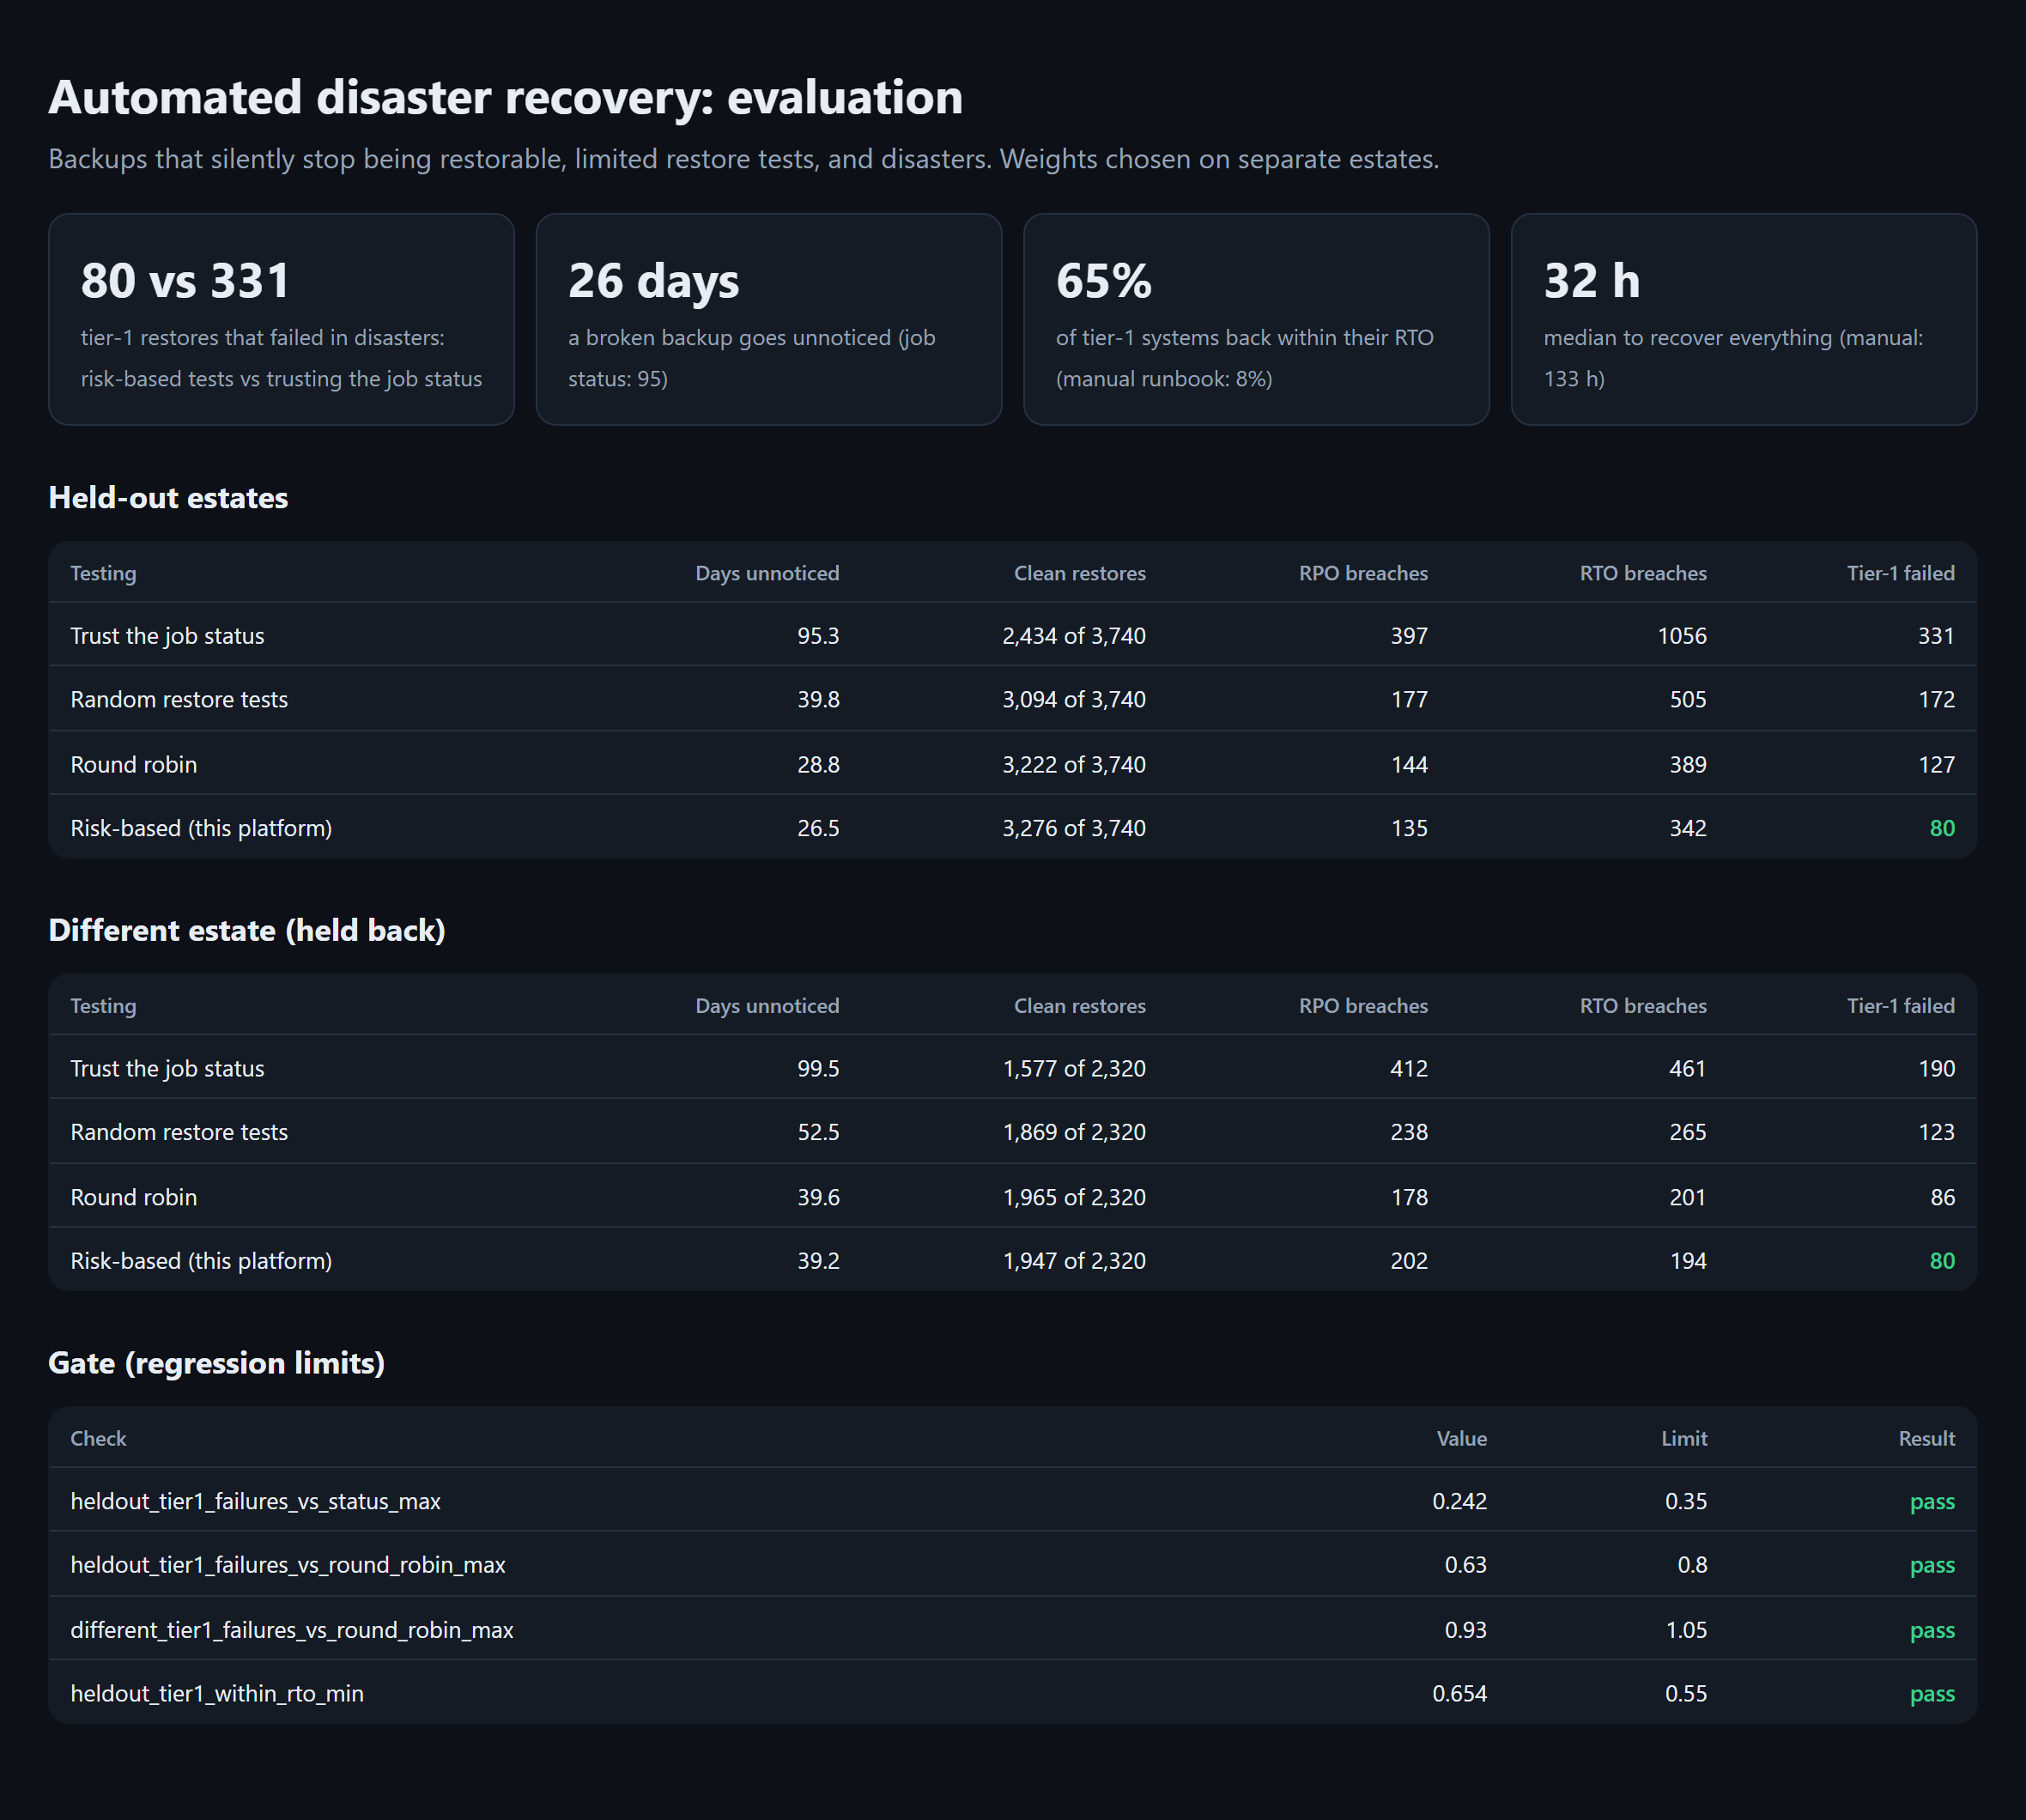 Automated disaster recovery: evaluation
Backups that silently stop being restorable, limited restore tests, and disasters. Weights chosen on separate estates.
80 vs 331
tier-1 restores that failed in disasters:
risk-based tests vs trusting the job status
26 days
a broken backup goes unnoticed (job
status: 95)
65%
of tier-1 systems back within their RTO
(manual runbook: 8%)
32 h
median to recover everything (manual:
133 h)
Held-out estates
Testing Days unnoticed Clean restores RPO breaches RTO breaches Tier-1 failed
Trust the job status 95.3 2,434 of 3,740 397 1056 331
Random restore tests 39.8 3,094 of 3,740 177 505 172
Round robin 28.8 3,222 of 3,740 144 389 127
Risk-based (this platform) 26.5 3,276 of 3,740 135 342 80
Different estate (held back)
Testing Days unnoticed Clean restores RPO breaches RTO breaches Tier-1 failed
Trust the job status 99.5 1,577 of 2,320 412 461 190
Random restore tests 52.5 1,869 of 2,320 238 265 123
Round robin 39.6 1,965 of 2,320 178 201 86
Risk-based (this platform) 39.2 1,947 of 2,320 202 194 80
Gate (regression limits)
Check Value Limit Result
heldout_tier1_failures_vs_status_max 0.242 0.35 pass
heldout_tier1_failures_vs_round_robin_max 0.63 0.8 pass
different_tier1_failures_vs_round_robin_max 0.93 1.05 pass
heldout_tier1_within_rto_min 0.654 0.55 pass